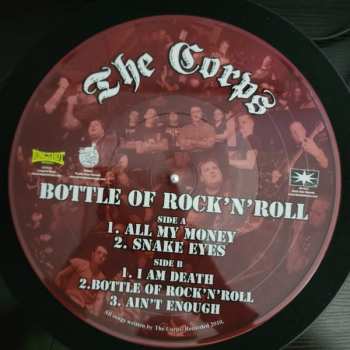 The Corps
BOTTLE OF ROCK'N'ROLL
SIDE A
1. ALL MY MONEY
2. SNAKE EYES
SIDE B
1. I AM DEATH
2.BOTTLE OF ROCK'N'ROLL
3. AIN'T ENOUGH
All songs written by The Corps. Recorded 2010.